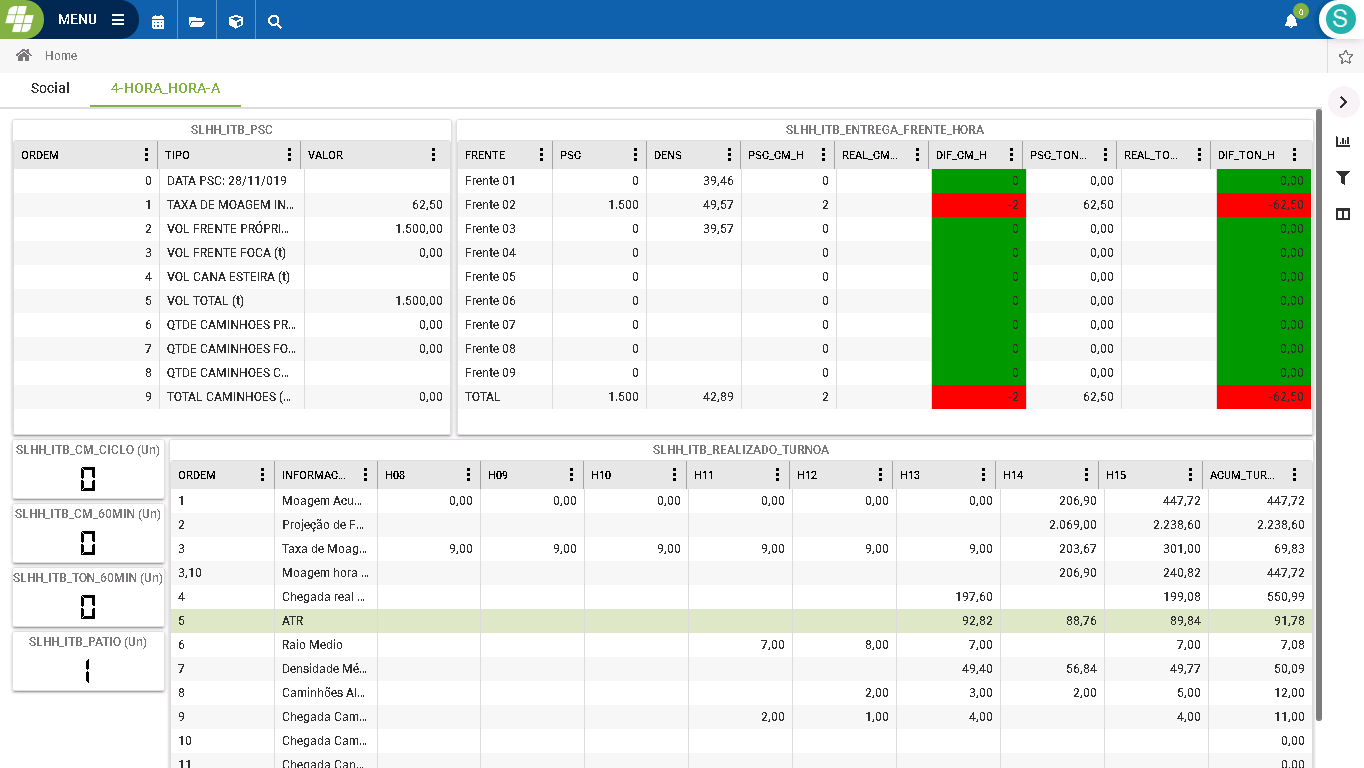 MENU
0
S
Home
Social 4-HORA_HORA-A
SLHH_ITB_PSC
ORDEM TIPO VALOR
0 DATA PSC: 28/11/019
1 TAXA DE MOAGEM IN... 62,50
2 VOL FRENTE PRÓPRI... 1.500,00
3 VOL FRENTE FOCA (t) 0,00
4 VOL CANA ESTEIRA (t)
5 VOL TOTAL (t) 1.500,00
6 QTDE CAMINHOES PR... 0,00
7 QTDE CAMINHOES FO... 0,00
8 QTDE CAMINHOES C...
9 TOTAL CAMINHOES (... 0,00
SLHH_ITB_ENTREGA_FRENTE_HORA
FRENTE PSC DENS PSC_CM_H REAL_CM... DIF_CM_H PSC_TON... REAL_TO... DIF_TON_H
Frente 01 0 39,46 0 0 0,00 0,00
Frente 02 1.500 49,57 2 -2 62,50 -62,50
Frente 03 0 39,57 0 0 0,00 0,00
Frente 04 0 0 0 0,00 0,00
Frente 05 0 0 0 0,00 0,00
Frente 06 0 0 0 0,00 0,00
Frente 07 0 0 0 0,00 0,00
Frente 08 0 0 0 0,00 0,00
Frente 09 0 0 0 0,00 0,00
TOTAL 1.500 42,89 2 -2 62,50 -62,50
SLHH_ITB_CM_CICLO (Un)
0
SLHH_ITB_CM_60MIN (Un)
0
SLHH_ITB_TON_60MIN (Un)
0
SLHH_ITB_PATIO (Un)
1
SLHH_ITB_REALIZADO_TURNOA
ORDEM INFORMAC... H08 H09 H10 H11 H12 H13 H14 H15 ACUM_TUR...
1 Moagem Acu... 0,00 0,00 0,00 0,00 0,00 0,00 206,90 447,72 447,72
2 Projeção de F... 2.069,00 2.238,60 2.238,60
3 Taxa de Moag... 9,00 9,00 9,00 9,00 9,00 9,00 203,67 301,00 69,83
3,10 Moagem hora ... 206,90 240,82 447,72
4 Chegada real ... 197,60 199,08 550,99
5 ATR 92,82 88,76 89,84 91,78
6 Raio Medio 7,00 8,00 7,00 7,00 7,08
7 Densidade Mé... 49,40 56,84 49,77 50,09
8 Caminhões Al... 2,00 3,00 2,00 5,00 12,00
9 Chegada Cam... 2,00 1,00 4,00 4,00 11,00
10 Chegada Cam... 0,00
11 Chegada Can... 0,00